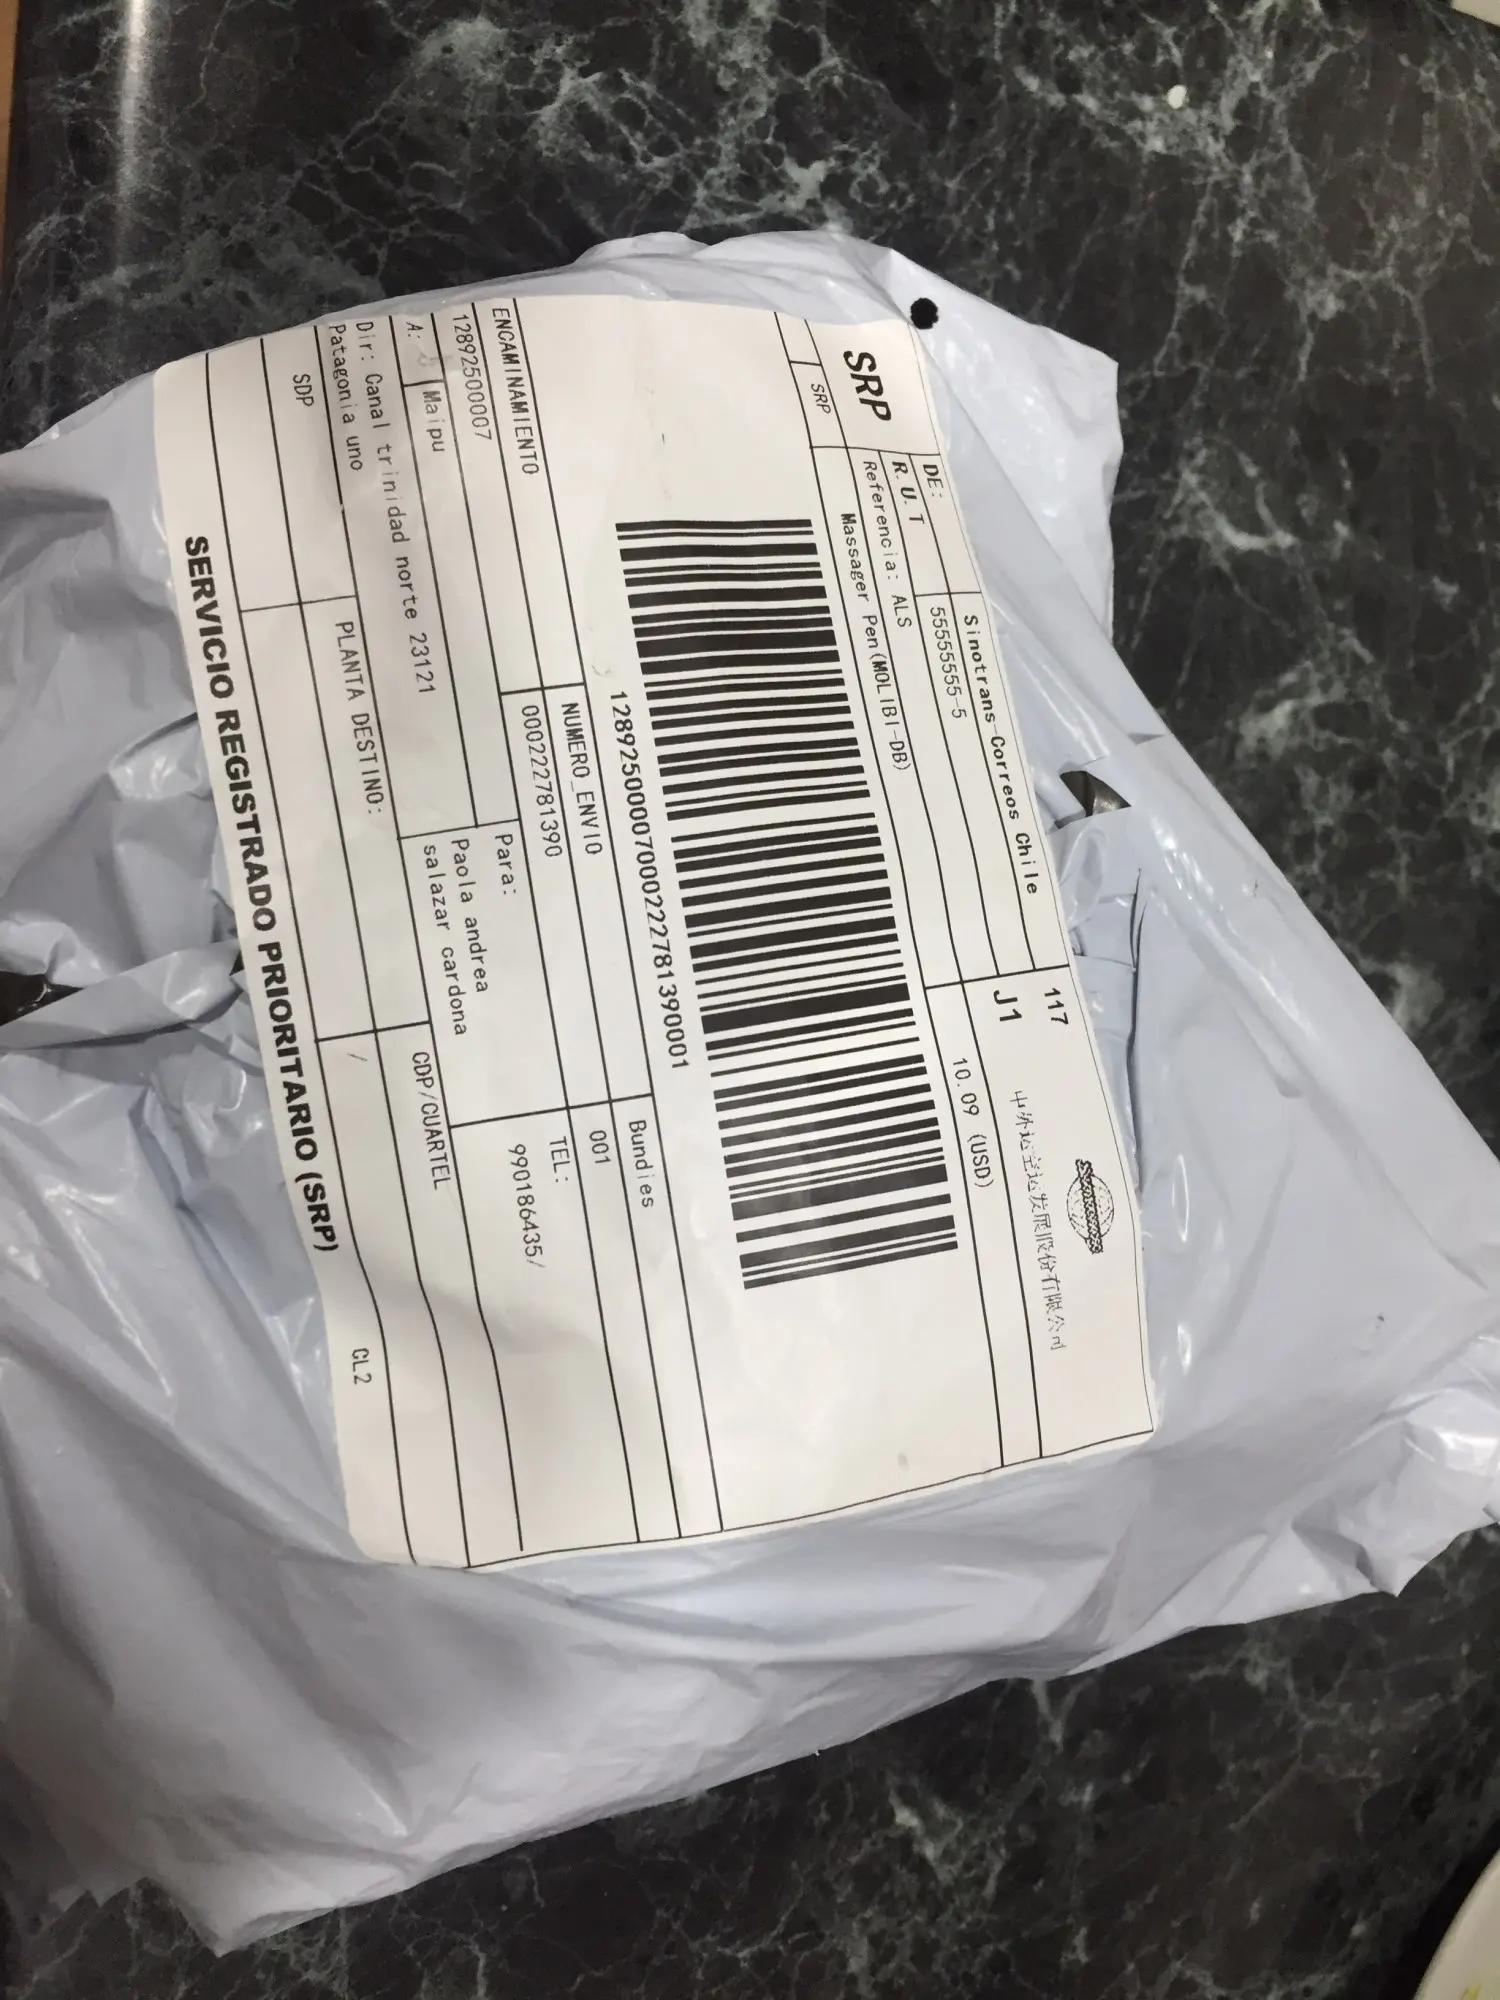 SRP
DE:
Sinotrans-Correos Chile
117
中外运空运发展股份有限公司
R.U.T
55555555-5
J1
SRP
Referencia: ALS
10.09 (USD)
Massager Pen(MOLIBI-DB)
128925000070002222781390001
ENCAMINAMIENTO
NUMERO_ENVIO
Bundies
12892500007
000222781390
001
A:
Maipu
Para:
TEL:
Dir: Canal trinidad norte 23121
Paola andrea
990186435/
Patagonia uno
salazar cardona
SDP
PLANTA DESTINO:
CDP/CUARTEL
/
CL2
SERVICIO REGISTRADO PRIORITARIO (SRP)